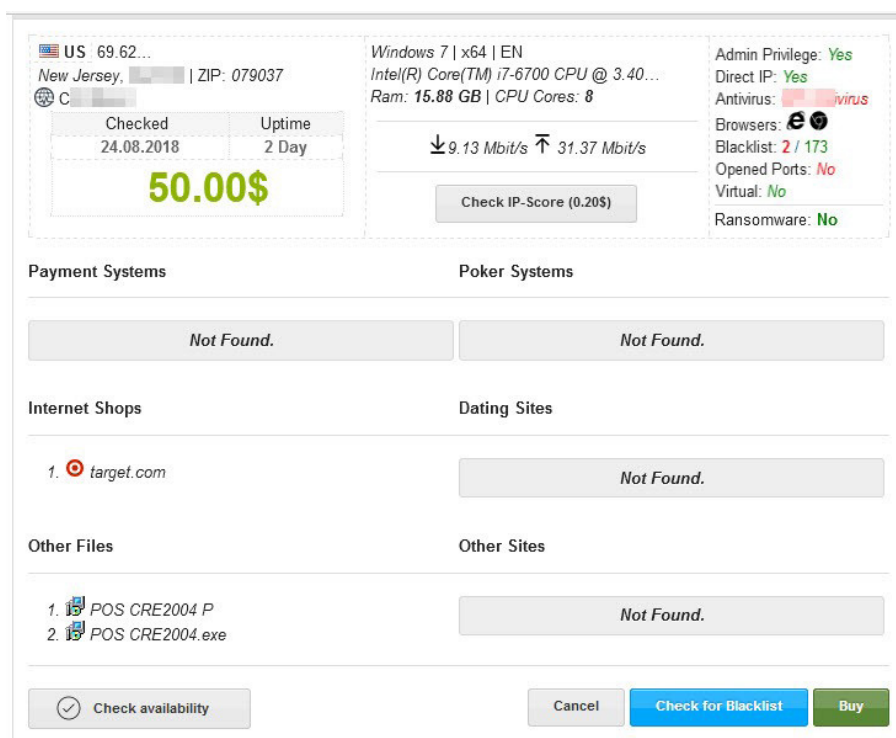 US 69.62...
New Jersey, | ZIP: 079037
C
Checked Uptime
24.08.2018 2 Day
50.00$
Windows 7 | x64 | EN
Intel(R) Core(TM) i7-6700 CPU @ 3.40...
Ram: 15.88 GB | CPU Cores: 8
9.13 Mbit/s 31.37 Mbit/s
Check IP-Score (0.20$)
Admin Privilege: Yes
Direct IP: Yes
Antivirus: virus
Browsers:
Blacklist: 2 / 173
Opened Ports: No
Virtual: No
Ransomware: No
Payment Systems
Not Found.
Poker Systems
Not Found.
Internet Shops
1. target.com
Dating Sites
Not Found.
Other Files
1. POS CRE2004 P
2. POS CRE2004.exe
Other Sites
Not Found.
Check availability
Cancel
Check for Blacklist
Buy